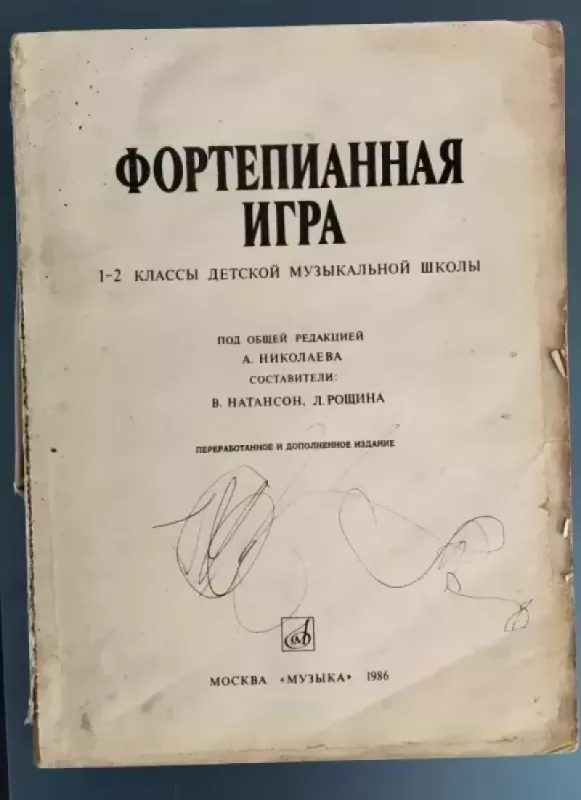 ФОРТЕПИАННАЯ
ИГРА
1-2 КЛАССЫ ДЕТСКОЙ МУЗЫКАЛЬНОЙ ШКОЛЫ
ПОД ОБЩЕЙ РЕДАКЦИЕЙ
А. НИКОЛАЕВА
СОСТАВИТЕЛИ:
В. НАТАНСОН, Л. РОЩИНА
ПЕРЕРАБОТАННОЕ И ДОПОЛНЕННОЕ ИЗДАНИЕ
МОСКВА «МУЗЫКА» 1986